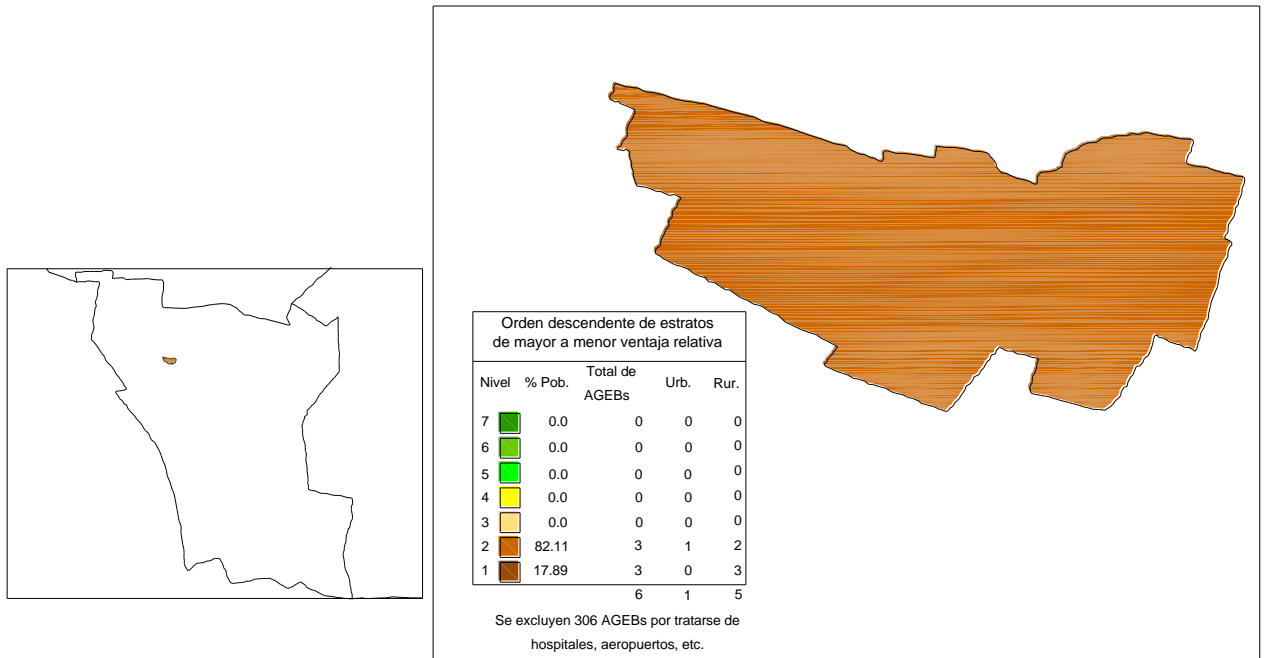 Orden descendente de estratos
de mayor a menor ventaja relativa
Nivel % Pob. Total de AGEBs Urb. Rur.
7 0.0 0 0 0
6 0.0 0 0 0
5 0.0 0 0 0
4 0.0 0 0 0
3 0.0 0 0 0
2 82.11 3 1 2
1 17.89 3 0 3
6 1 5
Se excluyen 306 AGEBs por tratarse de
hospitales, aeropuertos, etc.